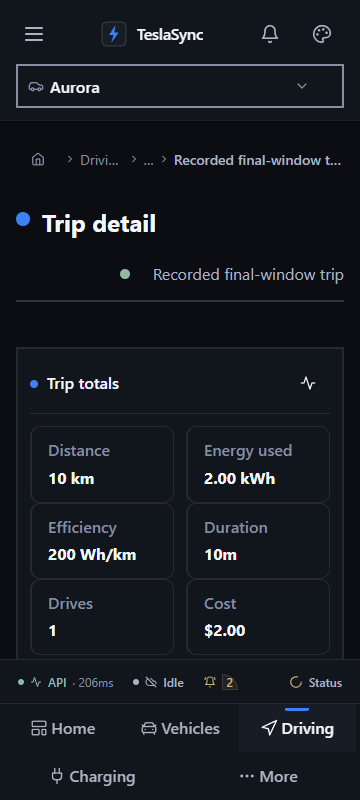 TeslaSync
Aurora
Drivi... ... Recorded final-window t...
Trip detail
Recorded final-window trip
Trip totals
Distance Energy used
10 km 2.00 kWh
Efficiency Duration
200 Wh/km 10m
Drives Cost
1 $2.00
API · 206ms Idle 2 Status
Home Vehicles Driving
Charging More